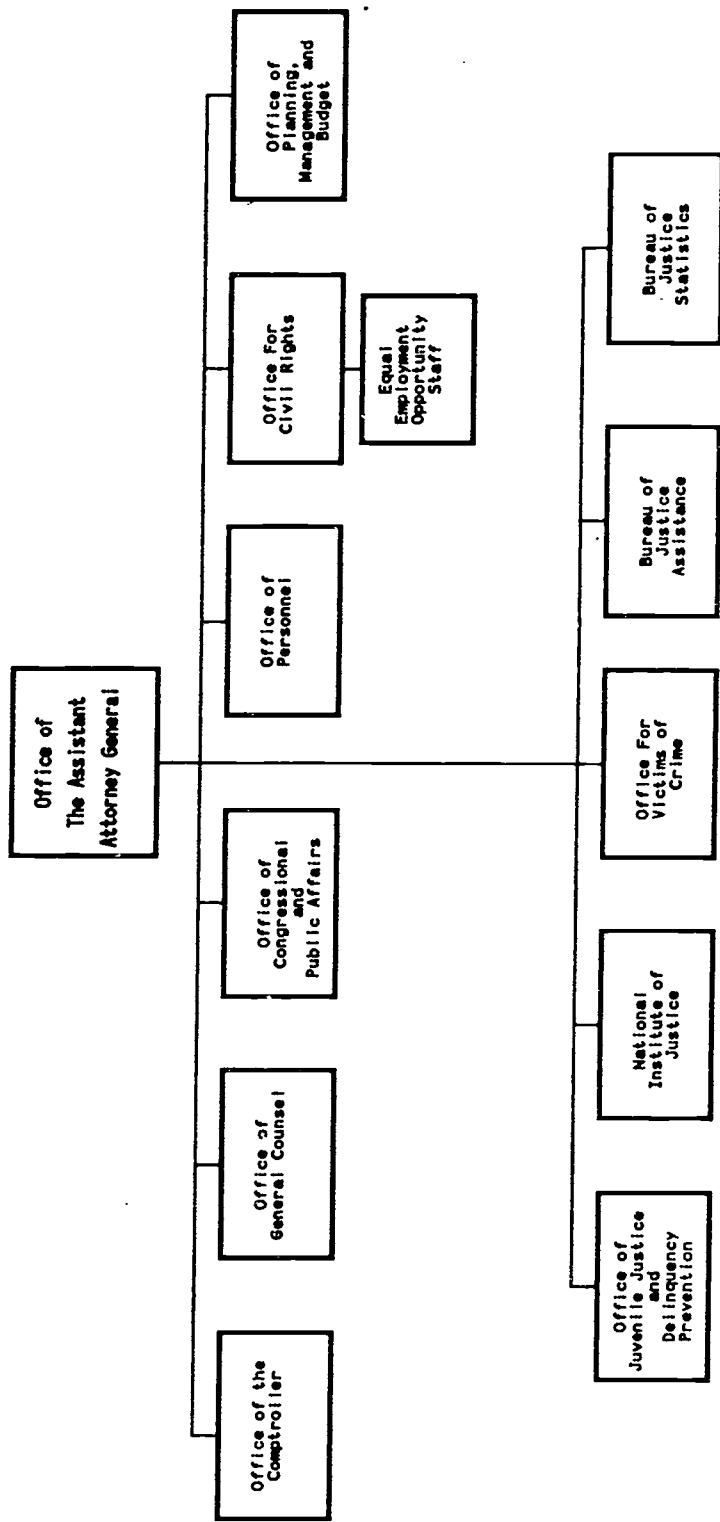 Office of
The Assistant
Attorney General
Office of the
Comptroller
Office of
General Counsel
Office of
Congressional
and
Public Affairs
Office of
Personnel
Office For
Civil Rights
Office of
Planning,
Management and
Budget
Equal
Employment
Opportunity
Staff
Office of
Juvenile Justice
and
Delinquency
Prevention
National
Institute of
Justice
Office For
Victims of
Crime
Bureau of
Justice
Assistance
Bureau of
Justice
Statistics